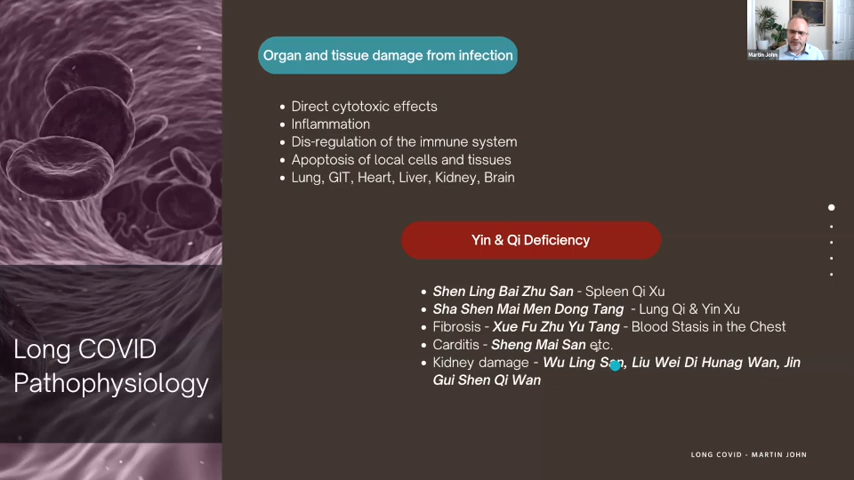 Martin John
Organ and tissue damage from infection
Direct cytotoxic effects
Inflammation
Dis-regulation of the immune system
Apoptosis of local cells and tissues
Lung, GIT, Heart, Liver, Kidney, Brain
Yin & Qi Deficiency
Shen Ling Bai Zhu San - Spleen Qi Xu
Sha Shen Mai Men Dong Tang - Lung Qi & Yin Xu
Fibrosis - Xue Fu Zhu Yu Tang - Blood Stasis in the Chest
Carditis - Sheng Mai San etc.
Kidney damage - Wu Ling San, Liu Wei Di Hunag Wan, Jin
Gui Shen Qi Wan
Long COVID
Pathophysiology
LONG COVID - MARTIN JOHN